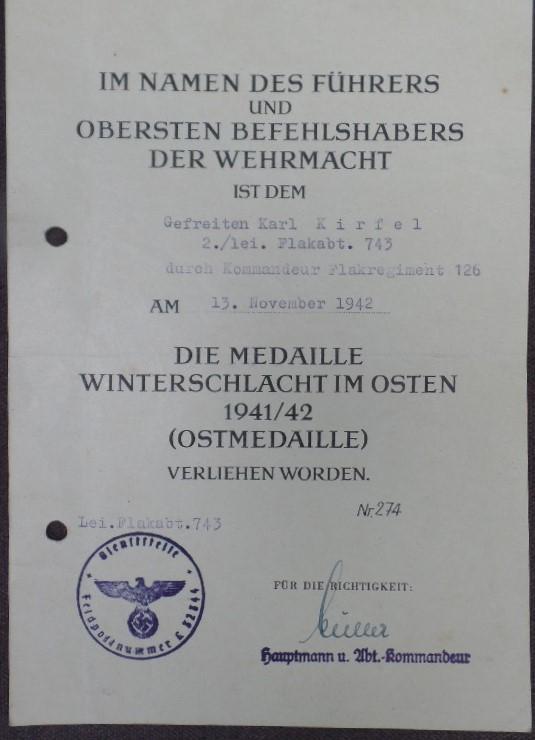 IM NAMEN DES FÜHRERS
UND
OBERSTEN BEFEHLSHABERS
DER WEHRMACHT
IST DEM
Gefreiten Karl K i r f e l
2./lei. Flakabt. 743
durch Kommandeur Flakregiment 126
AM 13. November 1942
DIE MEDAILLE
WINTERSCHLACHT IM OSTEN
1941/42
(OSTMEDAILLE)
VERLIEHEN WORDEN.
Nr. 274
Lei.Flakabt.743
Dienststelle
Feldpostnummer L 32844
FÜR DIE RICHTIGKEIT:
Hauptmann u. Abt.-Kommandeur